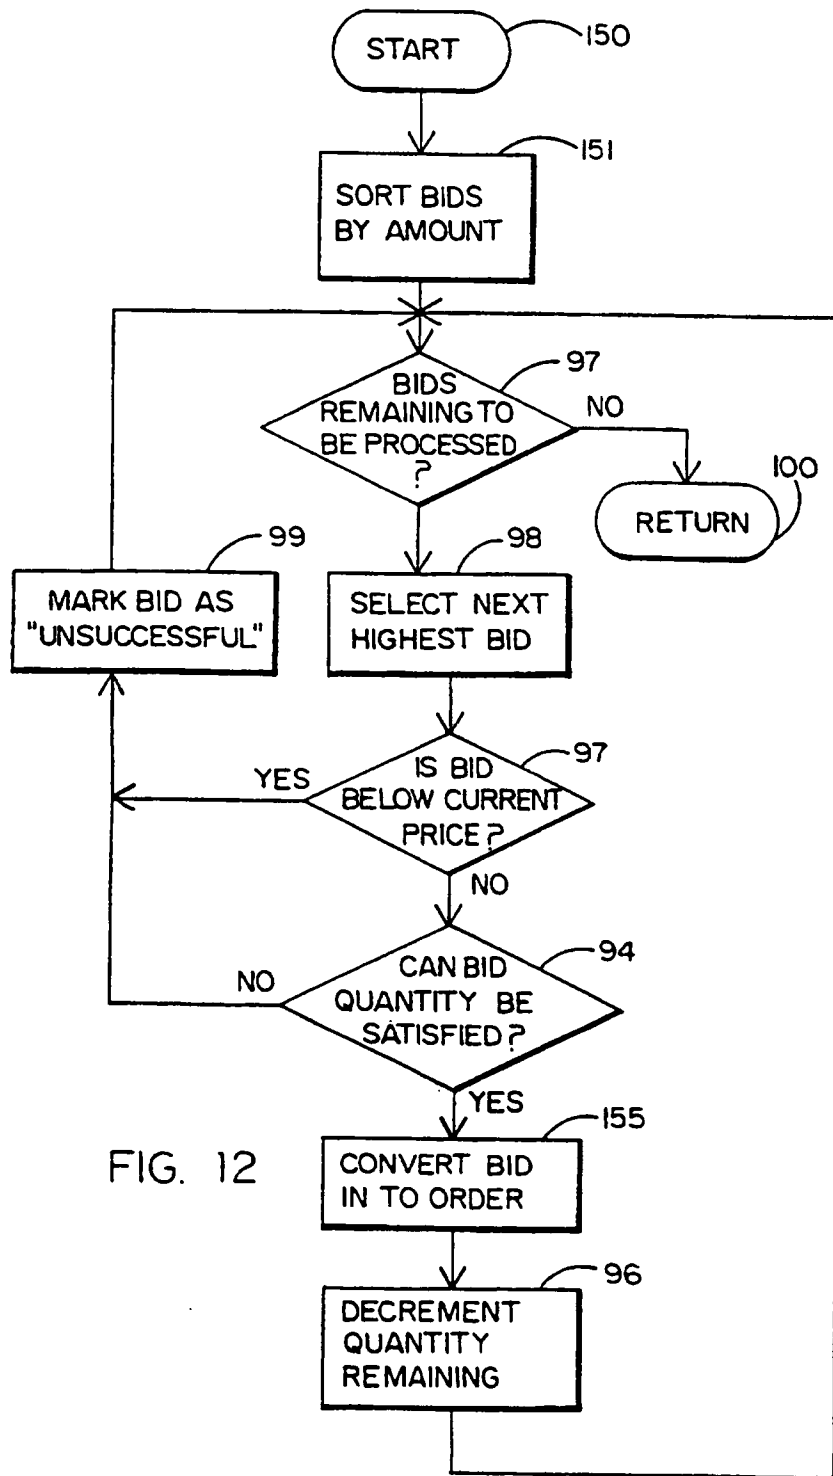 START
150
151
SORT BIDS
BY AMOUNT
97
BIDS
REMAINING TO
BE PROCESSED
?
NO
100
RETURN
99
MARK BID AS
"UNSUCCESSFUL"
98
SELECT NEXT
HIGHEST BID
97
YES
IS BID
BELOW CURRENT
PRICE?
NO
94
NO
CAN BID
QUANTITY BE
SATISFIED?
YES
155
FIG. 12
CONVERT BID
IN TO ORDER
96
DECREMENT
QUANTITY
REMAINING